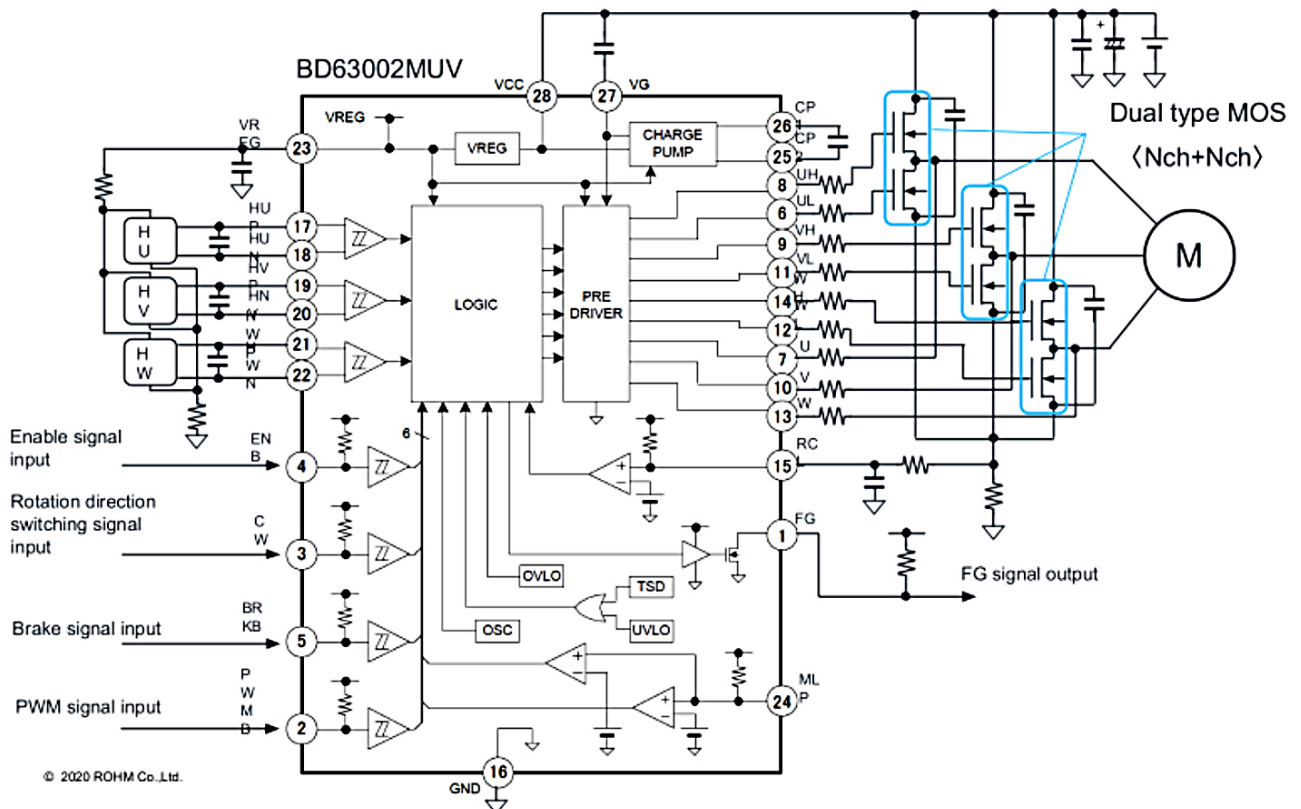 BD63002MUV
VCC
28
27
VG
Dual type MOS
〈Nch+Nch〉
VR
EG
23
VREG
VREG
CHARGE
PUMP
CP
26
CP
25
UH
8
UL
6
VH
9
VL
11
W
14
12
U
7
V
10
W
13
RC
15
HU
P
17
HU
N
18
HV
P
19
HN
20
W
21
P
W
22
N
H
U
H
V
H
W
LOGIC
PRE
DRIVER
M
6
Enable signal
input
EN
B
4
Rotation direction
switching signal
input
C
W
3
Brake signal input
BR
KB
5
PWM signal input
P
W
M
B
2
OVLO
TSD
UVLO
OSC
FG
1
FG signal output
ML
P
24
+
−
+
−
+
−
+
GND
16
© 2020 ROHM Co.,Ltd.